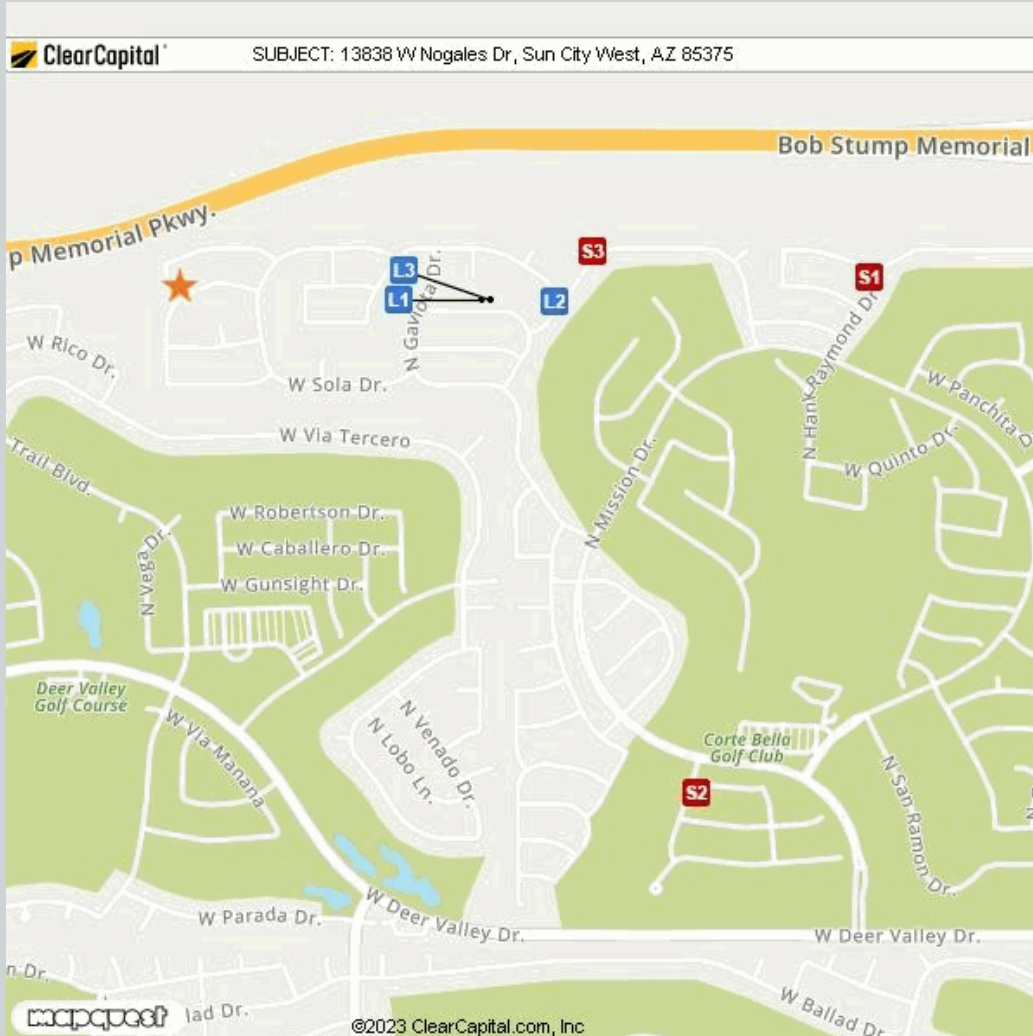 ClearCapital
SUBJECT: 13838 W Nogales Dr, Sun City West, AZ 85375
Bob Stump Memorial
p Memorial Pkwy.
S3
L3
L1
L2
S1
N Gaviota Dr.
W Rico Dr.
W Sola Dr.
N Hank Raymond Dr.
W Panchita D
W Via Tercero
W Quinto Dr.
Trail Blvd.
N Mission Dr.
W Robertson Dr.
W Caballero Dr.
N Vega Dr.
W Gunsight Dr.
Deer Valley
Golf Course
W Via Manana
N Venado Dr.
N Lobo Ln.
Corte Bella
Golf Club
S2
N San Ramon Dr.
N
W Parada Dr.
W Deer Valley Dr.
W Deer Valley Dr.
n Dr.
W Ballad Dr.
mapquest
lad Dr.
©2023 ClearCapital.com, Inc